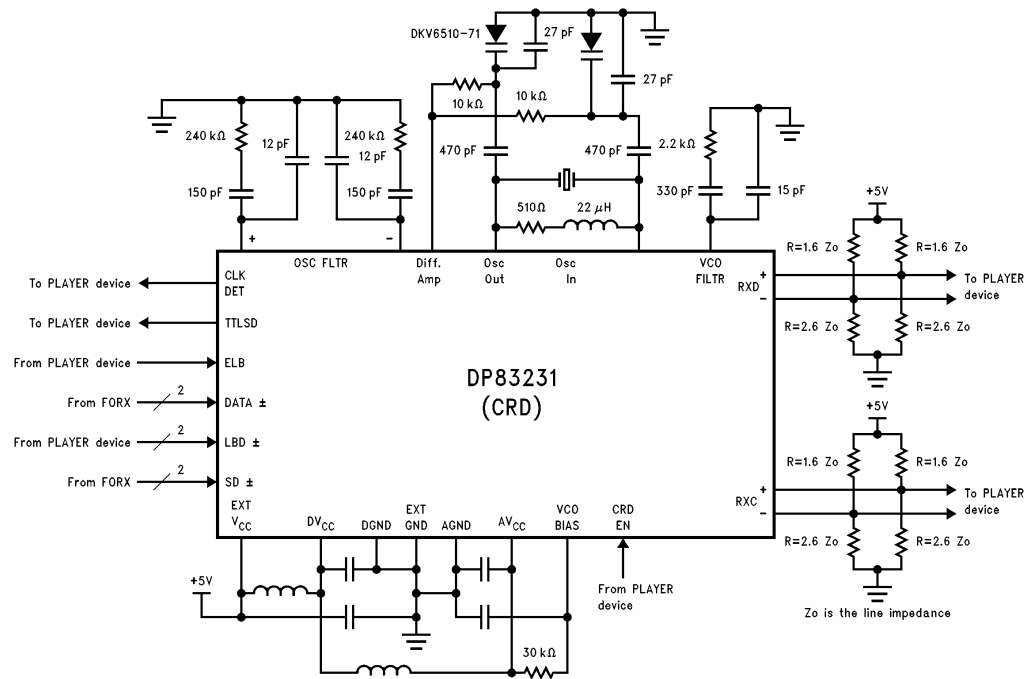 DKV6510-71
27 pF
27 pF
10 kΩ
10 kΩ
240 kΩ
12 pF
240 kΩ
12 pF
150 pF
150 pF
470 pF
470 pF
2.2 kΩ
330 pF
15 pF
510Ω
22 μH
+
−
OSC FLTR
Diff.
Amp
Osc
Out
Osc
In
VCO
FILTR
CLK
DET
TTLSD
ELB
DATA ±
LBD ±
SD ±
To PLAYER device
To PLAYER device
From PLAYER device
From FORX
2
From PLAYER device
2
From FORX
2
DP83231
(CRD)
RXD
+
−
RXC
+
−
+5V
R=1.6 Zo
R=1.6 Zo
To PLAYER
device
R=2.6 Zo
R=2.6 Zo
+5V
R=1.6 Zo
R=1.6 Zo
To PLAYER
device
R=2.6 Zo
R=2.6 Zo
Zo is the line impedance
EXT
VCC
DVCC
DGND
EXT
GND
AGND
AVCC
VCO
BIAS
CRD
EN
+5V
From PLAYER
device
30 kΩ